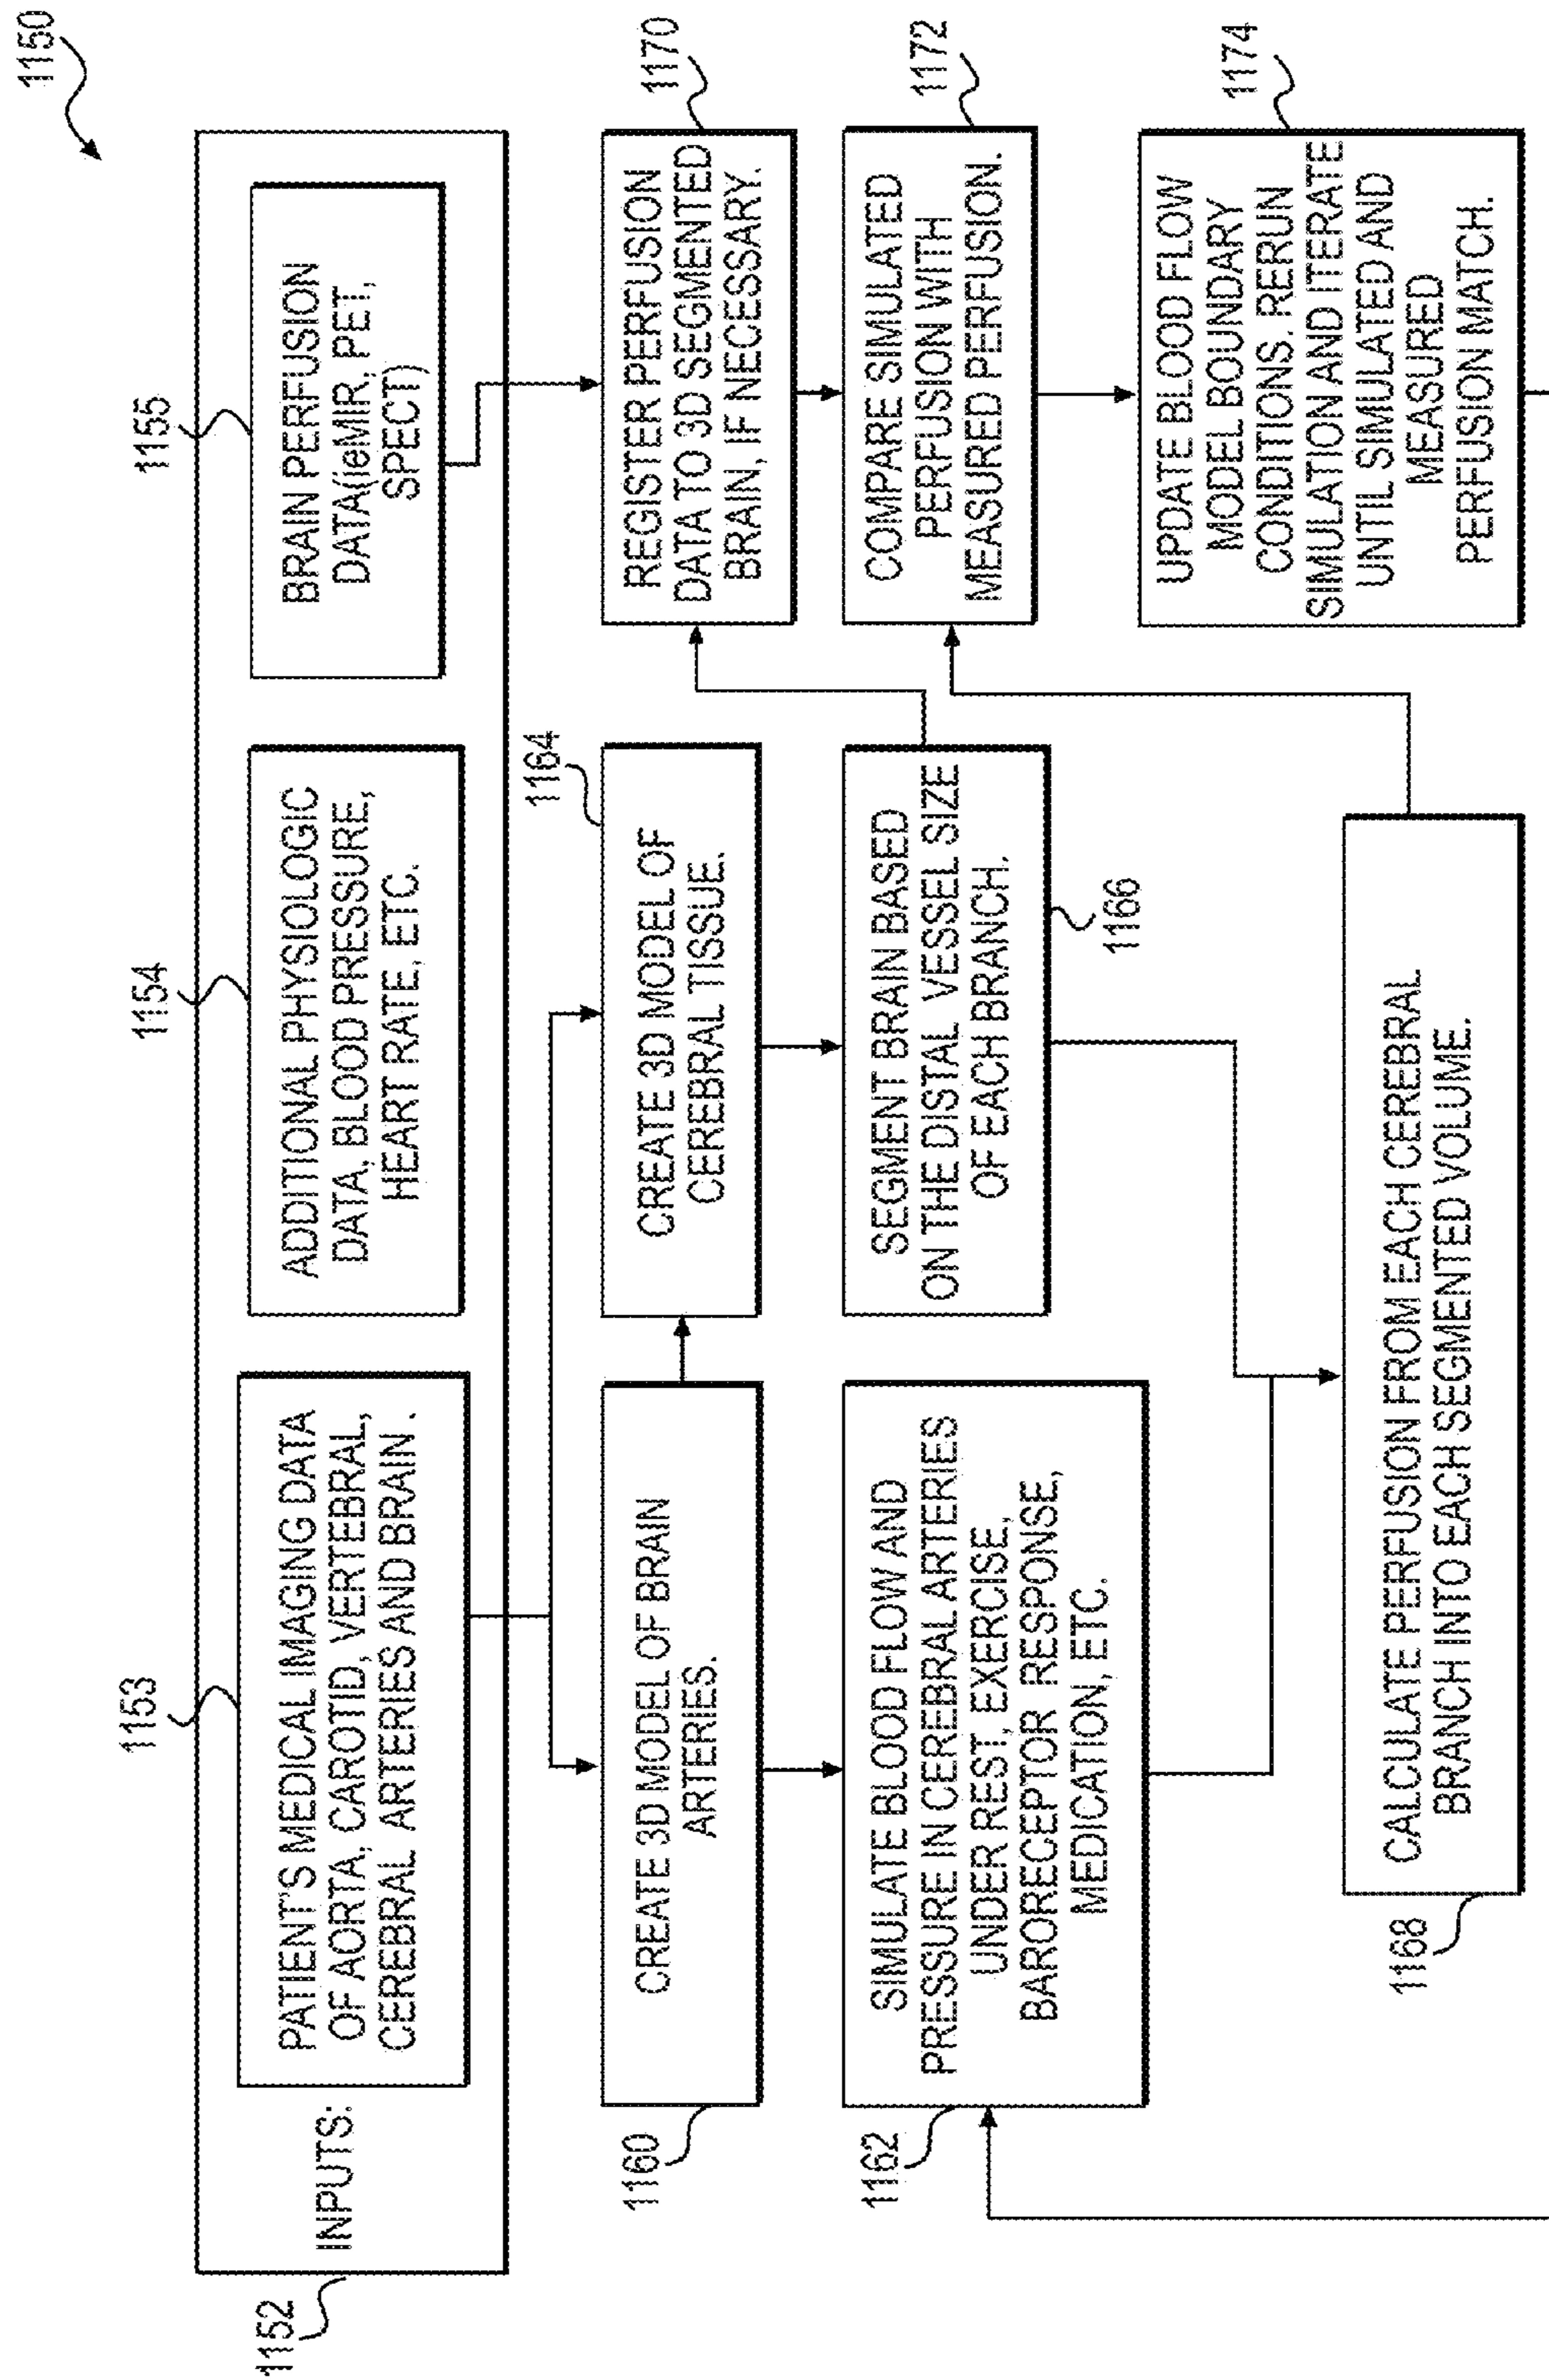 1150
1152
INPUTS:
1153
PATIENT'S MEDICAL IMAGING DATA
OF AORTA, CAROTID, VERTEBRAL,
CEREBRAL ARTERIES AND BRAIN .
1154
ADDITIONAL PHYSIOLOGIC
DATA, BLOOD PRESSURE,
HEART RATE, ETC.
1155
BRAIN PERFUSION
DATA(ieMIR, PET,
SPECT)
1160
CREATE 3D MODEL OF BRAIN
ARTERIES.
1164
CREATE 3D MODEL OF
CEREBRAL TISSUE.
1170
REGISTER PERFUSION
DATA TO 3D SEGMENTED
BRAIN, IF NECESSARY.
1162
SIMULATE BLOOD FLOW AND
PRESSURE IN CEREBRAL ARTERIES
UNDER REST, EXERCISE,
BARORECEPTOR RESPONSE,
MEDICATION, ETC.
SEGMENT BRAIN BASED
ON THE DISTAL VESSEL SIZE
OF EACH BRANCH.
1166
1172
COMPARE SIMULATED
PERFUSION WITH
MEASURED PERFUSION.
1168
CALCULATE PERFUSION FROM EACH CEREBRAL
BRANCH INTO EACH SEGMENTED VOLUME.
1174
UPDATE BLOOD FLOW
MODEL BOUNDARY
CONDITIONS. RERUN
SIMULATION AND ITERATE
UNTIL SIMULATED AND
MEASURED
PERFUSION MATCH.